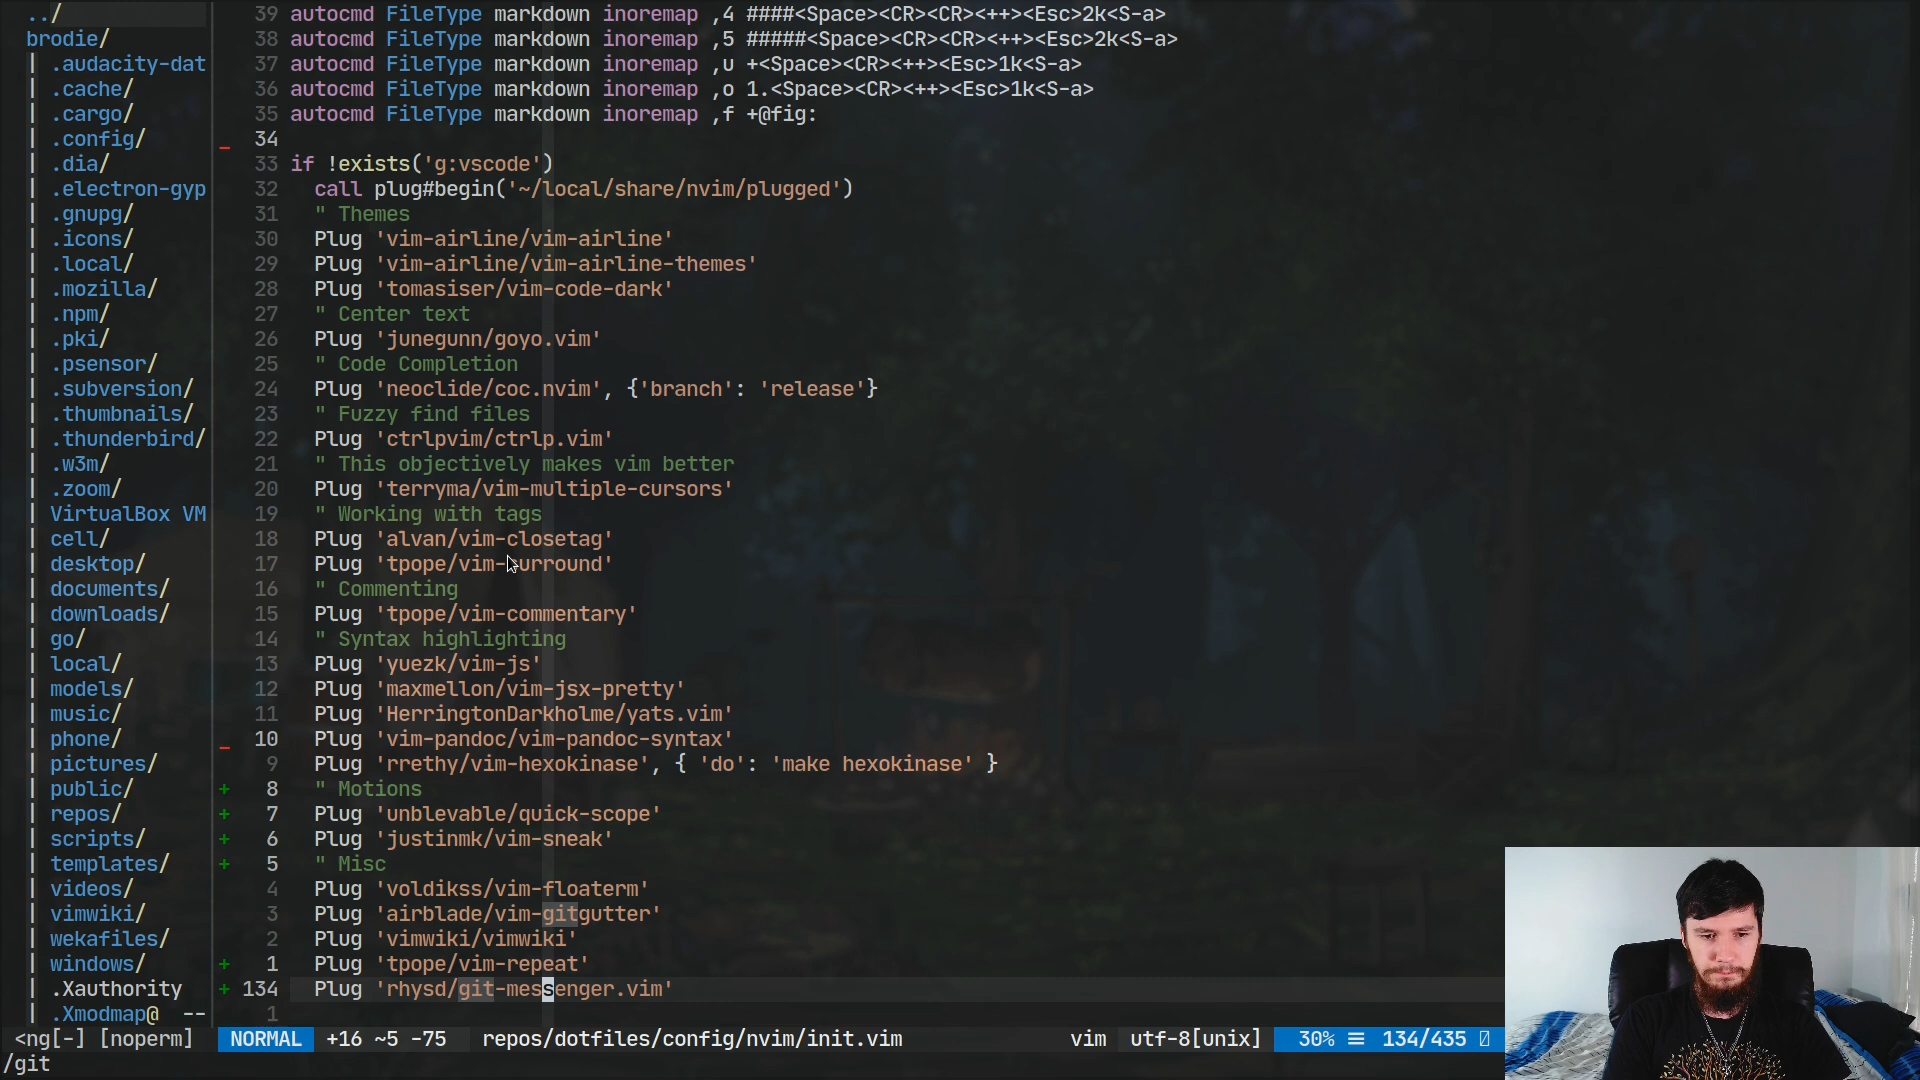 ../
brodie/
| .audacity-dat
| .cache/
| .cargo/
| .config/
| .dia/
| .electron-gyp
| .gnupg/
| .icons/
| .local/
| .mozilla/
| .npm/
| .pki/
| .psensor/
| .subversion/
| .thumbnails/
| .thunderbird/
| .w3m/
| .zoom/
| VirtualBox VM
| cell/
| desktop/
| documents/
| downloads/
| go/
| local/
| models/
| music/
| phone/
| pictures/
| public/
| repos/
| scripts/
| templates/
| videos/
| vimwiki/
| wekafiles/
| windows/
| .Xauthority
| .Xmodmap@ --
39 autocmd FileType markdown inoremap ,4 ####<Space><CR><CR><++><Esc>2k<S-a>
38 autocmd FileType markdown inoremap ,5 #####<Space><CR><CR><++><Esc>2k<S-a>
37 autocmd FileType markdown inoremap ,u +<Space><CR><++><Esc>1k<S-a>
36 autocmd FileType markdown inoremap ,o 1.<Space><CR><++><Esc>1k<S-a>
35 autocmd FileType markdown inoremap ,f +@fig:
_ 34
33 if !exists('g:vscode')
32 call plug#begin('~/local/share/nvim/plugged')
31 " Themes
30 Plug 'vim-airline/vim-airline'
29 Plug 'vim-airline/vim-airline-themes'
28 Plug 'tomasiser/vim-code-dark'
27 " Center text
26 Plug 'junegunn/goyo.vim'
25 " Code Completion
24 Plug 'neoclide/coc.nvim', {'branch': 'release'}
23 " Fuzzy find files
22 Plug 'ctrlpvim/ctrlp.vim'
21 " This objectively makes vim better
20 Plug 'terryma/vim-multiple-cursors'
19 " Working with tags
18 Plug 'alvan/vim-closetag'
17 Plug 'tpope/vim-surround'
16 " Commenting
15 Plug 'tpope/vim-commentary'
14 " Syntax highlighting
13 Plug 'yuezk/vim-js'
12 Plug 'maxmellon/vim-jsx-pretty'
11 Plug 'HerringtonDarkholme/yats.vim'
_ 10 Plug 'vim-pandoc/vim-pandoc-syntax'
9 Plug 'rrethy/vim-hexokinase', { 'do': 'make hexokinase' }
+ 8 " Motions
+ 7 Plug 'unblevable/quick-scope'
+ 6 Plug 'justinmk/vim-sneak'
+ 5 " Misc
4 Plug 'voldikss/vim-floaterm'
3 Plug 'airblade/vim-gitgutter'
2 Plug 'vimwiki/vimwiki'
+ 1 Plug 'tpope/vim-repeat'
+ 134 Plug 'rhysd/git-messenger.vim'
1
<ng[-] [noperm] NORMAL +16 ~5 -75 repos/dotfiles/config/nvim/init.vim vim utf-8[unix] 30% ≡ 134/435
/git